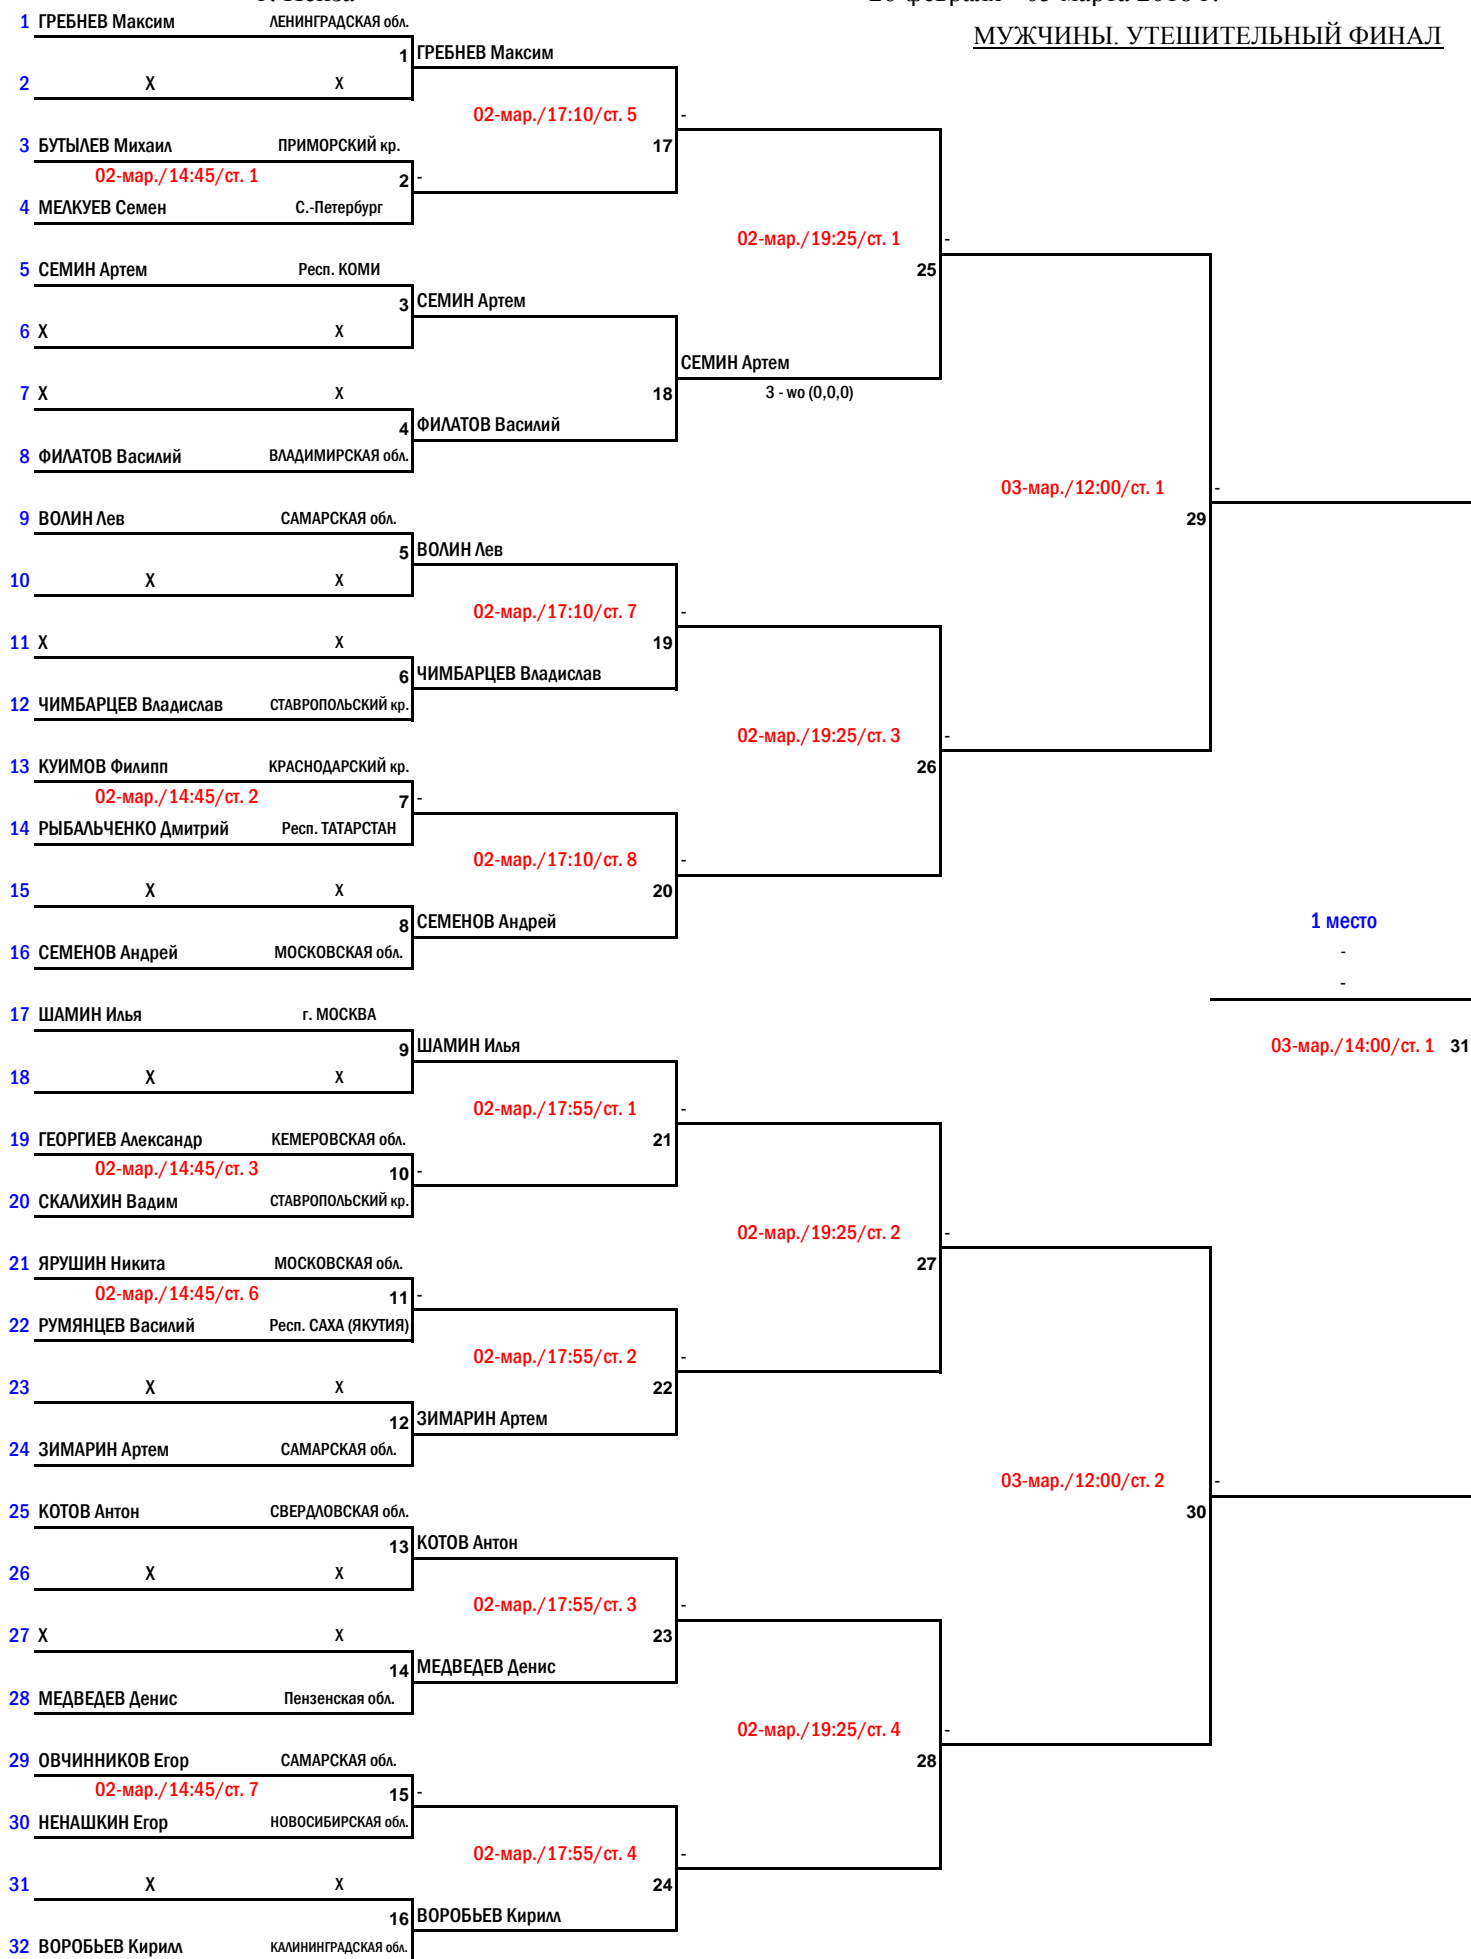 1 ГРЕБНЕВ Максим ЛЕНИНГРАДСКАЯ обл.
МУЖЧИНЫ. УТЕШИТЕЛЬНЫЙ ФИНАЛ
1 ГРЕБНЕВ Максим
2 X X
02-мар./17:10/ст. 5 -
3 БУТЫЛЕВ Михаил ПРИМОРСКИЙ кр. 17
02-мар./14:45/ст. 1 2 -
4 МЕЛКУЕВ Семен С.-Петербург
02-мар./19:25/ст. 1 -
5 СЕМИН Артем Респ. КОМИ 25
3 СЕМИН Артем
6 X X
СЕМИН Артем
7 X X 18 3 - wo (0,0,0)
4 ФИЛАТОВ Василий
8 ФИЛАТОВ Василий ВЛАДИМИРСКАЯ обл.
03-мар./12:00/ст. 1 -
9 ВОЛИН Лев САМАРСКАЯ обл. 29
5 ВОЛИН Лев
10 X X
02-мар./17:10/ст. 7 -
11 X X 19
6 ЧИМБАРЦЕВ Владислав
12 ЧИМБАРЦЕВ Владислав СТАВРОПОЛЬСКИЙ кр.
02-мар./19:25/ст. 3 -
13 КУИМОВ Филипп КРАСНОДАРСКИЙ кр. 26
02-мар./14:45/ст. 2 7 -
14 РЫБАЛЬЧЕНКО Дмитрий Респ. ТАТАРСТАН
02-мар./17:10/ст. 8 -
15 X X 20
8 СЕМЕНОВ Андрей 1 место
16 СЕМЕНОВ Андрей МОСКОВСКАЯ обл. -
-
17 ШАМИН Илья г. МОСКВА
9 ШАМИН Илья 03-мар./14:00/ст. 1 31
18 X X
02-мар./17:55/ст. 1 -
19 ГЕОРГИЕВ Александр КЕМЕРОВСКАЯ обл. 21
02-мар./14:45/ст. 3 10 -
20 СКАЛИХИН Вадим СТАВРОПОЛЬСКИЙ кр.
02-мар./19:25/ст. 2 -
21 ЯРУШИН Никита МОСКОВСКАЯ обл. 27
02-мар./14:45/ст. 6 11 -
22 РУМЯНЦЕВ Василий Респ. САХА (ЯКУТИЯ)
02-мар./17:55/ст. 2 -
23 X X 22
12 ЗИМАРИН Артем
24 ЗИМАРИН Артем САМАРСКАЯ обл.
03-мар./12:00/ст. 2 -
25 КОТОВ Антон СВЕРДЛОВСКАЯ обл. 30
13 КОТОВ Антон
26 X X
02-мар./17:55/ст. 3 -
27 X X 23
14 МЕДВЕДЕВ Денис
28 МЕДВЕДЕВ Денис Пензенская обл.
02-мар./19:25/ст. 4 -
29 ОВЧИННИКОВ Егор САМАРСКАЯ обл. 28
02-мар./14:45/ст. 7 15 -
30 НЕНАШКИН Егор НОВОСИБИРСКАЯ обл.
02-мар./17:55/ст. 4 -
31 X X 24
16 ВОРОБЬЕВ Кирилл
32 ВОРОБЬЕВ Кирилл КАЛИНИНГРАДСКАЯ обл.